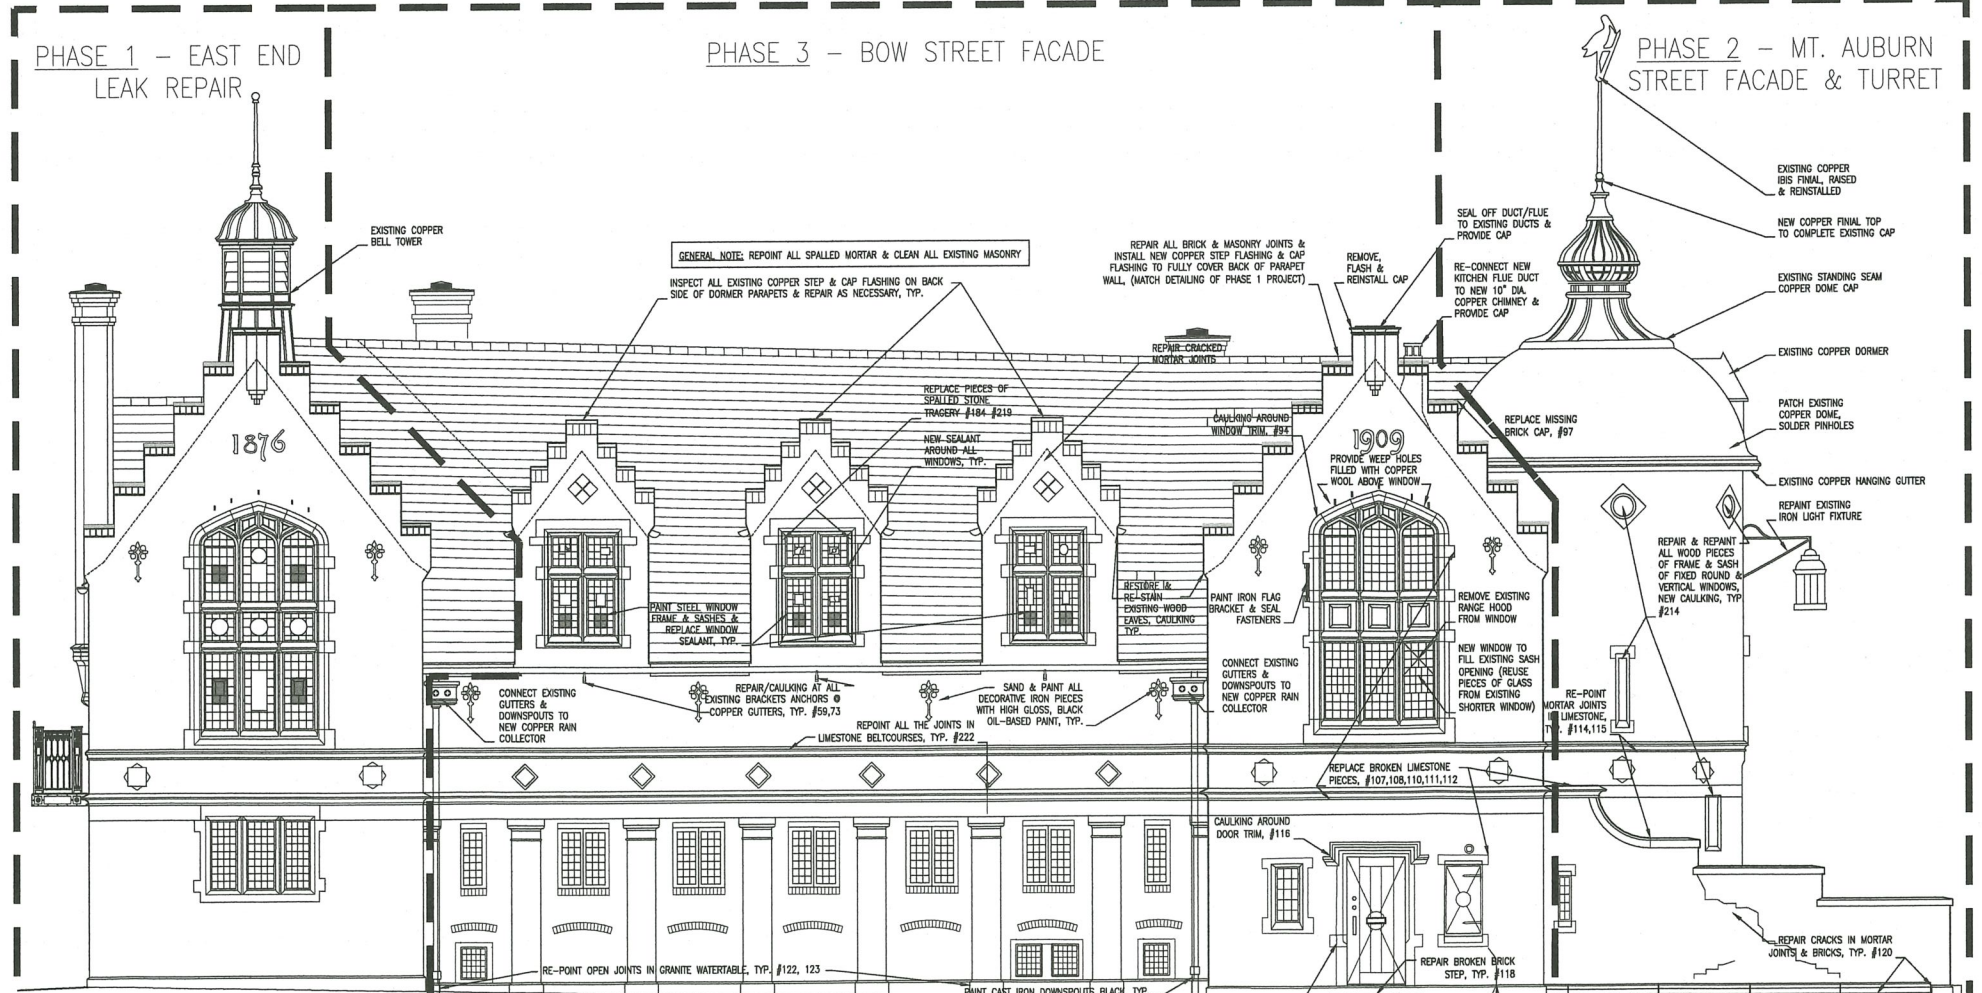 PHASE 1 - EAST END
LEAK REPAIR
PHASE 3 - BOW STREET FACADE
PHASE 2 - MT. AUBURN
STREET FACADE & TURRET
EXISTING COPPER
BELL TOWER
GENERAL NOTE: REPOINT ALL SPALLED MORTAR & CLEAN ALL EXISTING MASONRY
INSPECT ALL EXISTING COPPER STEP & CAP FLASHING ON BACK
SIDE OF DORMER PARAPETS & REPAIR AS NECESSARY, TYP.
REPAIR ALL BRICK & MASONRY JOINTS &
INSTALL NEW COPPER STEP FLASHING & CAP
FLASHING TO FULLY COVER BACK OF PARAPET
WALL, (MATCH DETAILING OF PHASE 1 PROJECT)
REMOVE,
FLASH &
REINSTALL CAP
SEAL OFF DUCT/FLUE
TO EXISTING DUCTS &
PROVIDE CAP
RE-CONNECT NEW
KITCHEN FLUE DUCT
TO NEW 10" DIA.
COPPER CHIMNEY &
PROVIDE CAP
EXISTING COPPER
IBIS FINIAL, RAISED
& REINSTALLED
NEW COPPER FINIAL TOP
TO COMPLETE EXISTING CAP
EXISTING STANDING SEAM
COPPER DOME CAP
EXISTING COPPER DORMER
PATCH EXISTING
COPPER DOME,
SOLDER PINHOLES
EXISTING COPPER HANGING GUTTER
REPAINT EXISTING
IRON LIGHT FIXTURE
REPAIR CRACKED
MORTAR JOINTS
REPLACE PIECES OF
SPALLED STONE
TRACERY #184 #219
NEW SEALANT
AROUND ALL
WINDOWS, TYP.
CAULKING AROUND
WINDOW TRIM, #94
REPLACE MISSING
BRICK CAP, #97
1876
1909
PROVIDE WEEP HOLES
FILLED WITH COPPER
WOOL ABOVE WINDOW
REPAIR & REPAINT
ALL WOOD PIECES
OF FRAME & SASH
OF FIXED ROUND &
VERTICAL WINDOWS,
NEW CAULKING, TYP
#214
PAINT STEEL WINDOW
FRAME & SASHES &
REPLACE WINDOW
SEALANT, TYP.
RESTORE &
RE-STAIN
EXISTING WOOD
EAVES, CAULKING
TYP.
PAINT IRON FLAG
BRACKET & SEAL
FASTENERS
REMOVE EXISTING
RANGE HOOD
FROM WINDOW
NEW WINDOW TO
FILL EXISTING SASH
OPENING (REUSE
PIECES OF GLASS
FROM EXISTING
SHORTER WINDOW)
CONNECT EXISTING
GUTTERS &
DOWNSPOUTS TO
NEW COPPER RAIN
COLLECTOR
REPAIR/CAULKING AT ALL
EXISTING BRACKETS ANCHORS @
COPPER GUTTERS, TYP. #59,73
SAND & PAINT ALL
DECORATIVE IRON PIECES
WITH HIGH GLOSS, BLACK
OIL-BASED PAINT, TYP.
CONNECT EXISTING
GUTTERS &
DOWNSPOUTS TO
NEW COPPER RAIN
COLLECTOR
RE-POINT
MORTAR JOINTS
IN LIMESTONE,
TYP. #114,115
REPOINT ALL THE JOINTS IN
LIMESTONE BELTCOURSES, TYP. #222
REPLACE BROKEN LIMESTONE
PIECES, #107,108,110,111,112
CAULKING AROUND
DOOR TRIM, #116
RE-POINT OPEN JOINTS IN GRANITE WATERTABLE, TYP. #122, 123
REPAIR BROKEN BRICK
STEP, TYP. #118
REPAIR CRACKS IN MORTAR
JOINTS & BRICKS, TYP. #120
PAINT CAST IRON DOWNSPOUTS BLACK, TYP.